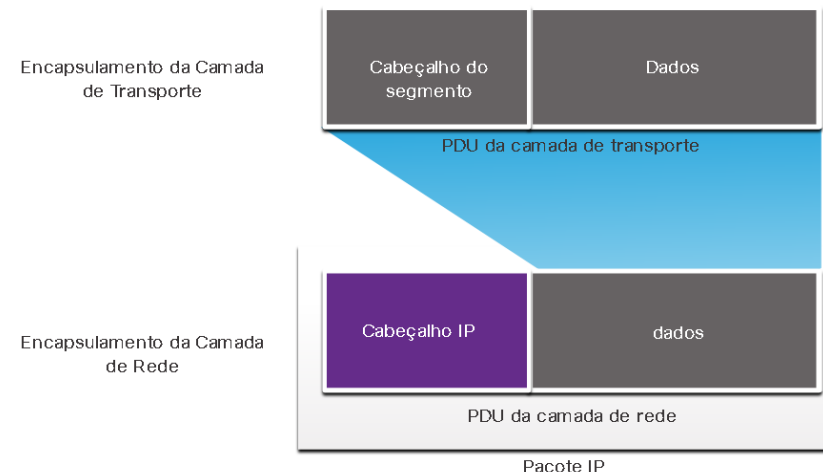 Encapsulamento da Camada
de Transporte
Cabeçalho do
segmento
Dados
PDU da camada de transporte
Encapsulamento da Camada
de Rede
Cabeçalho IP
dados
PDU da camada de rede
Pacote IP